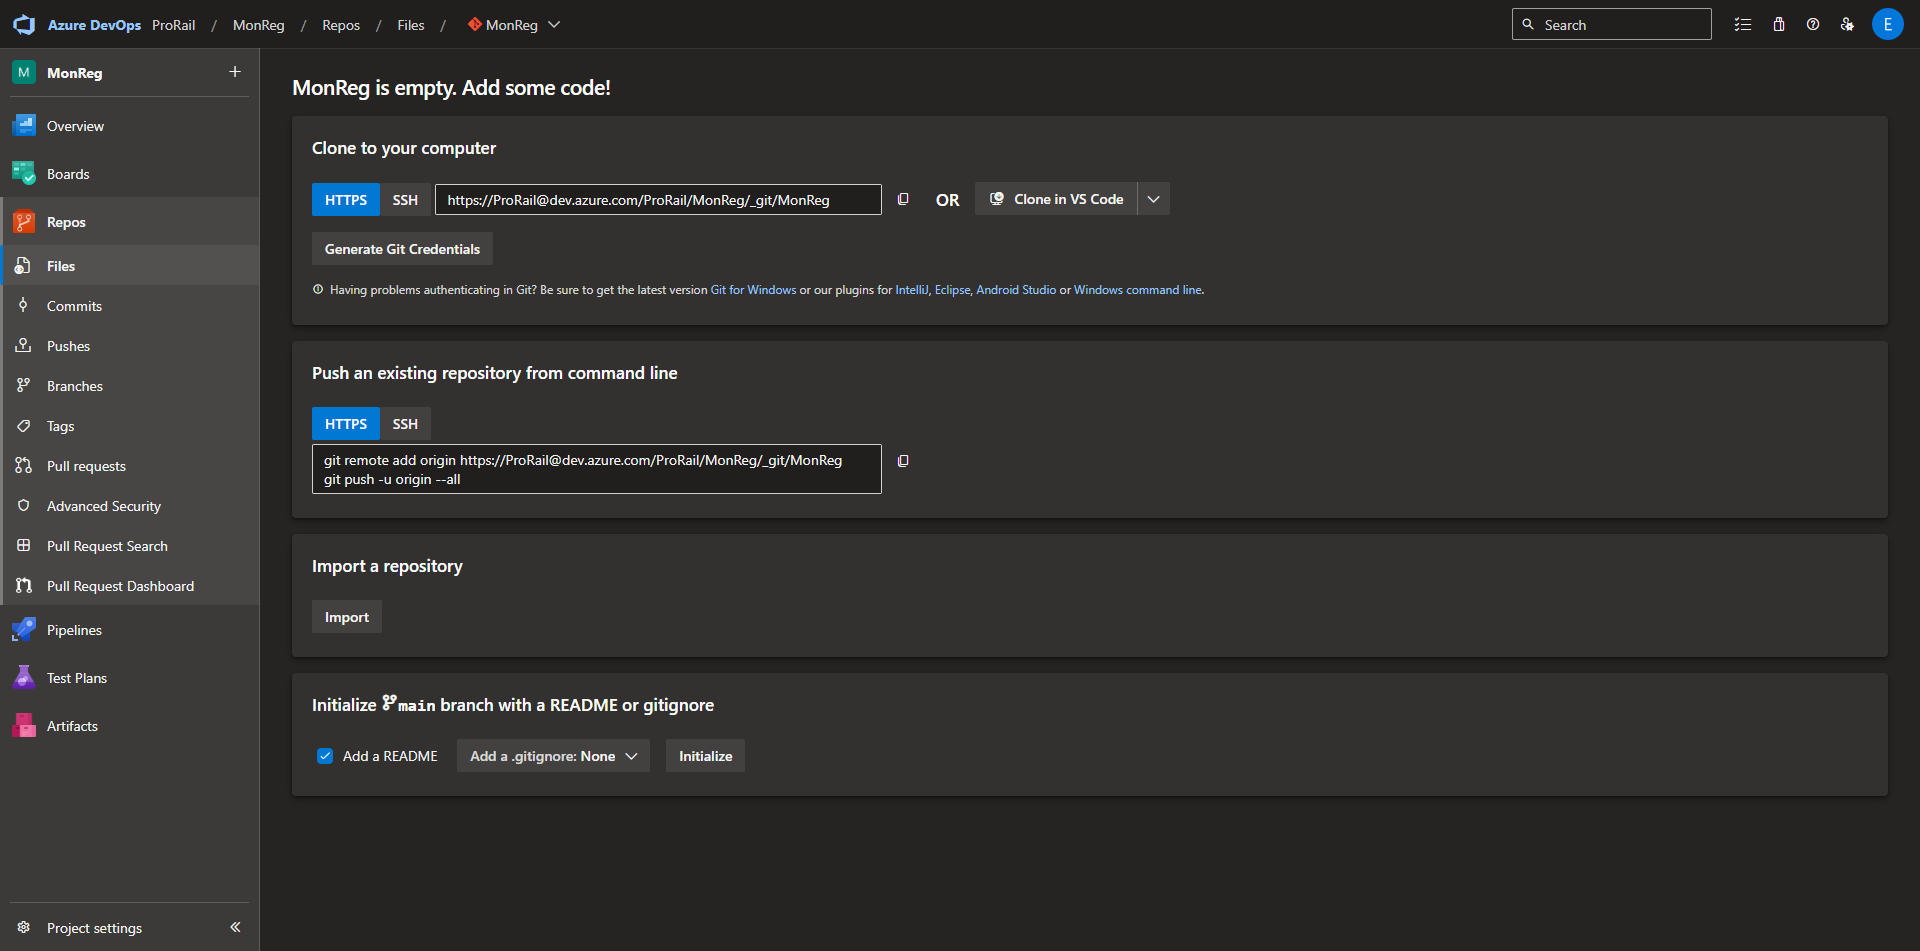 Azure DevOps ProRail / MonReg / Repos / Files / MonReg
Search
E
M MonReg
Overview
Boards
Repos
Files
Commits
Pushes
Branches
Tags
Pull requests
Advanced Security
Pull Request Search
Pull Request Dashboard
Pipelines
Test Plans
Artifacts
Project settings
MonReg is empty. Add some code!
Clone to your computer
HTTPS SSH https://ProRail@dev.azure.com/ProRail/MonReg/_git/MonReg OR Clone in VS Code
Generate Git Credentials
Having problems authenticating in Git? Be sure to get the latest version Git for Windows or our plugins for IntelliJ, Eclipse, Android Studio or Windows command line.
Push an existing repository from command line
HTTPS SSH
git remote add origin https://ProRail@dev.azure.com/ProRail/MonReg/_git/MonReg
git push -u origin --all
Import a repository
Import
Initialize main branch with a README or gitignore
Add a README Add a .gitignore: None Initialize